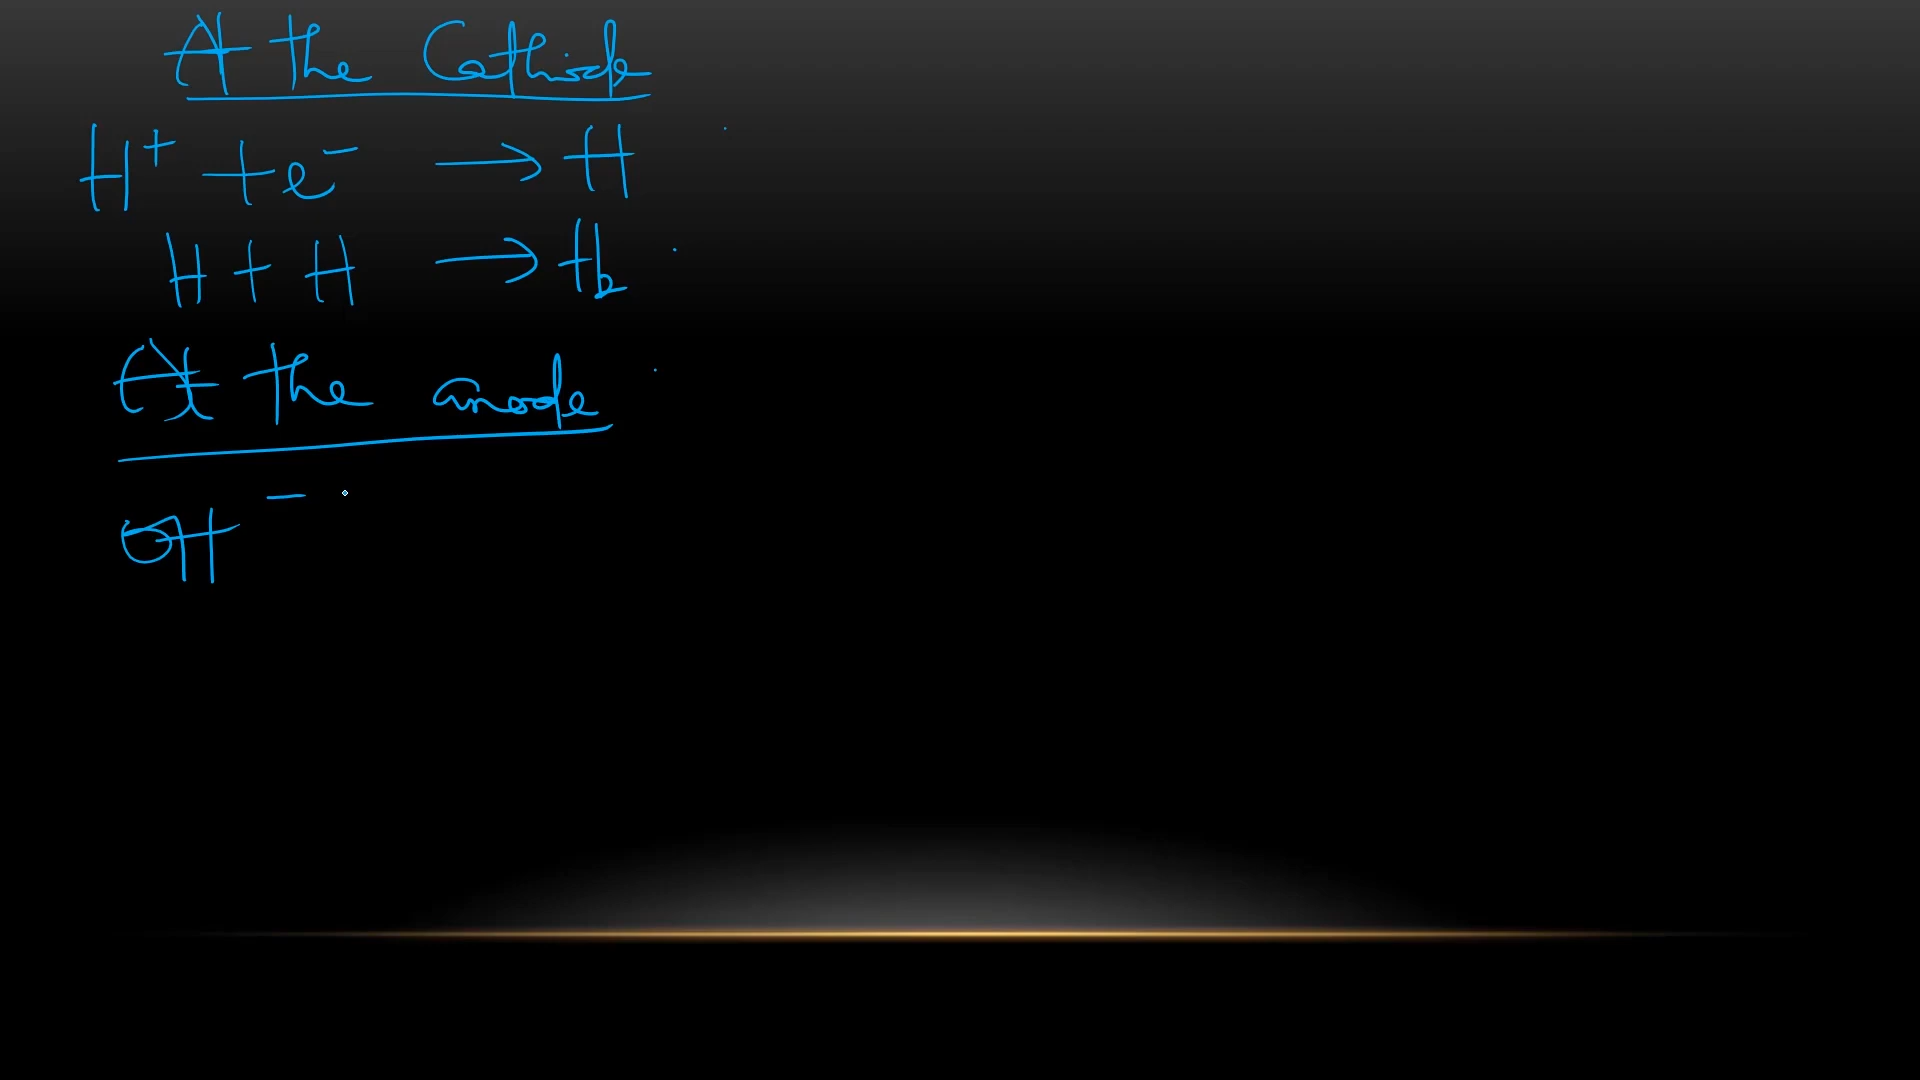 At the Cathode
H⁺ + e⁻ → H
H + H → H₂
At the anode
OH⁻